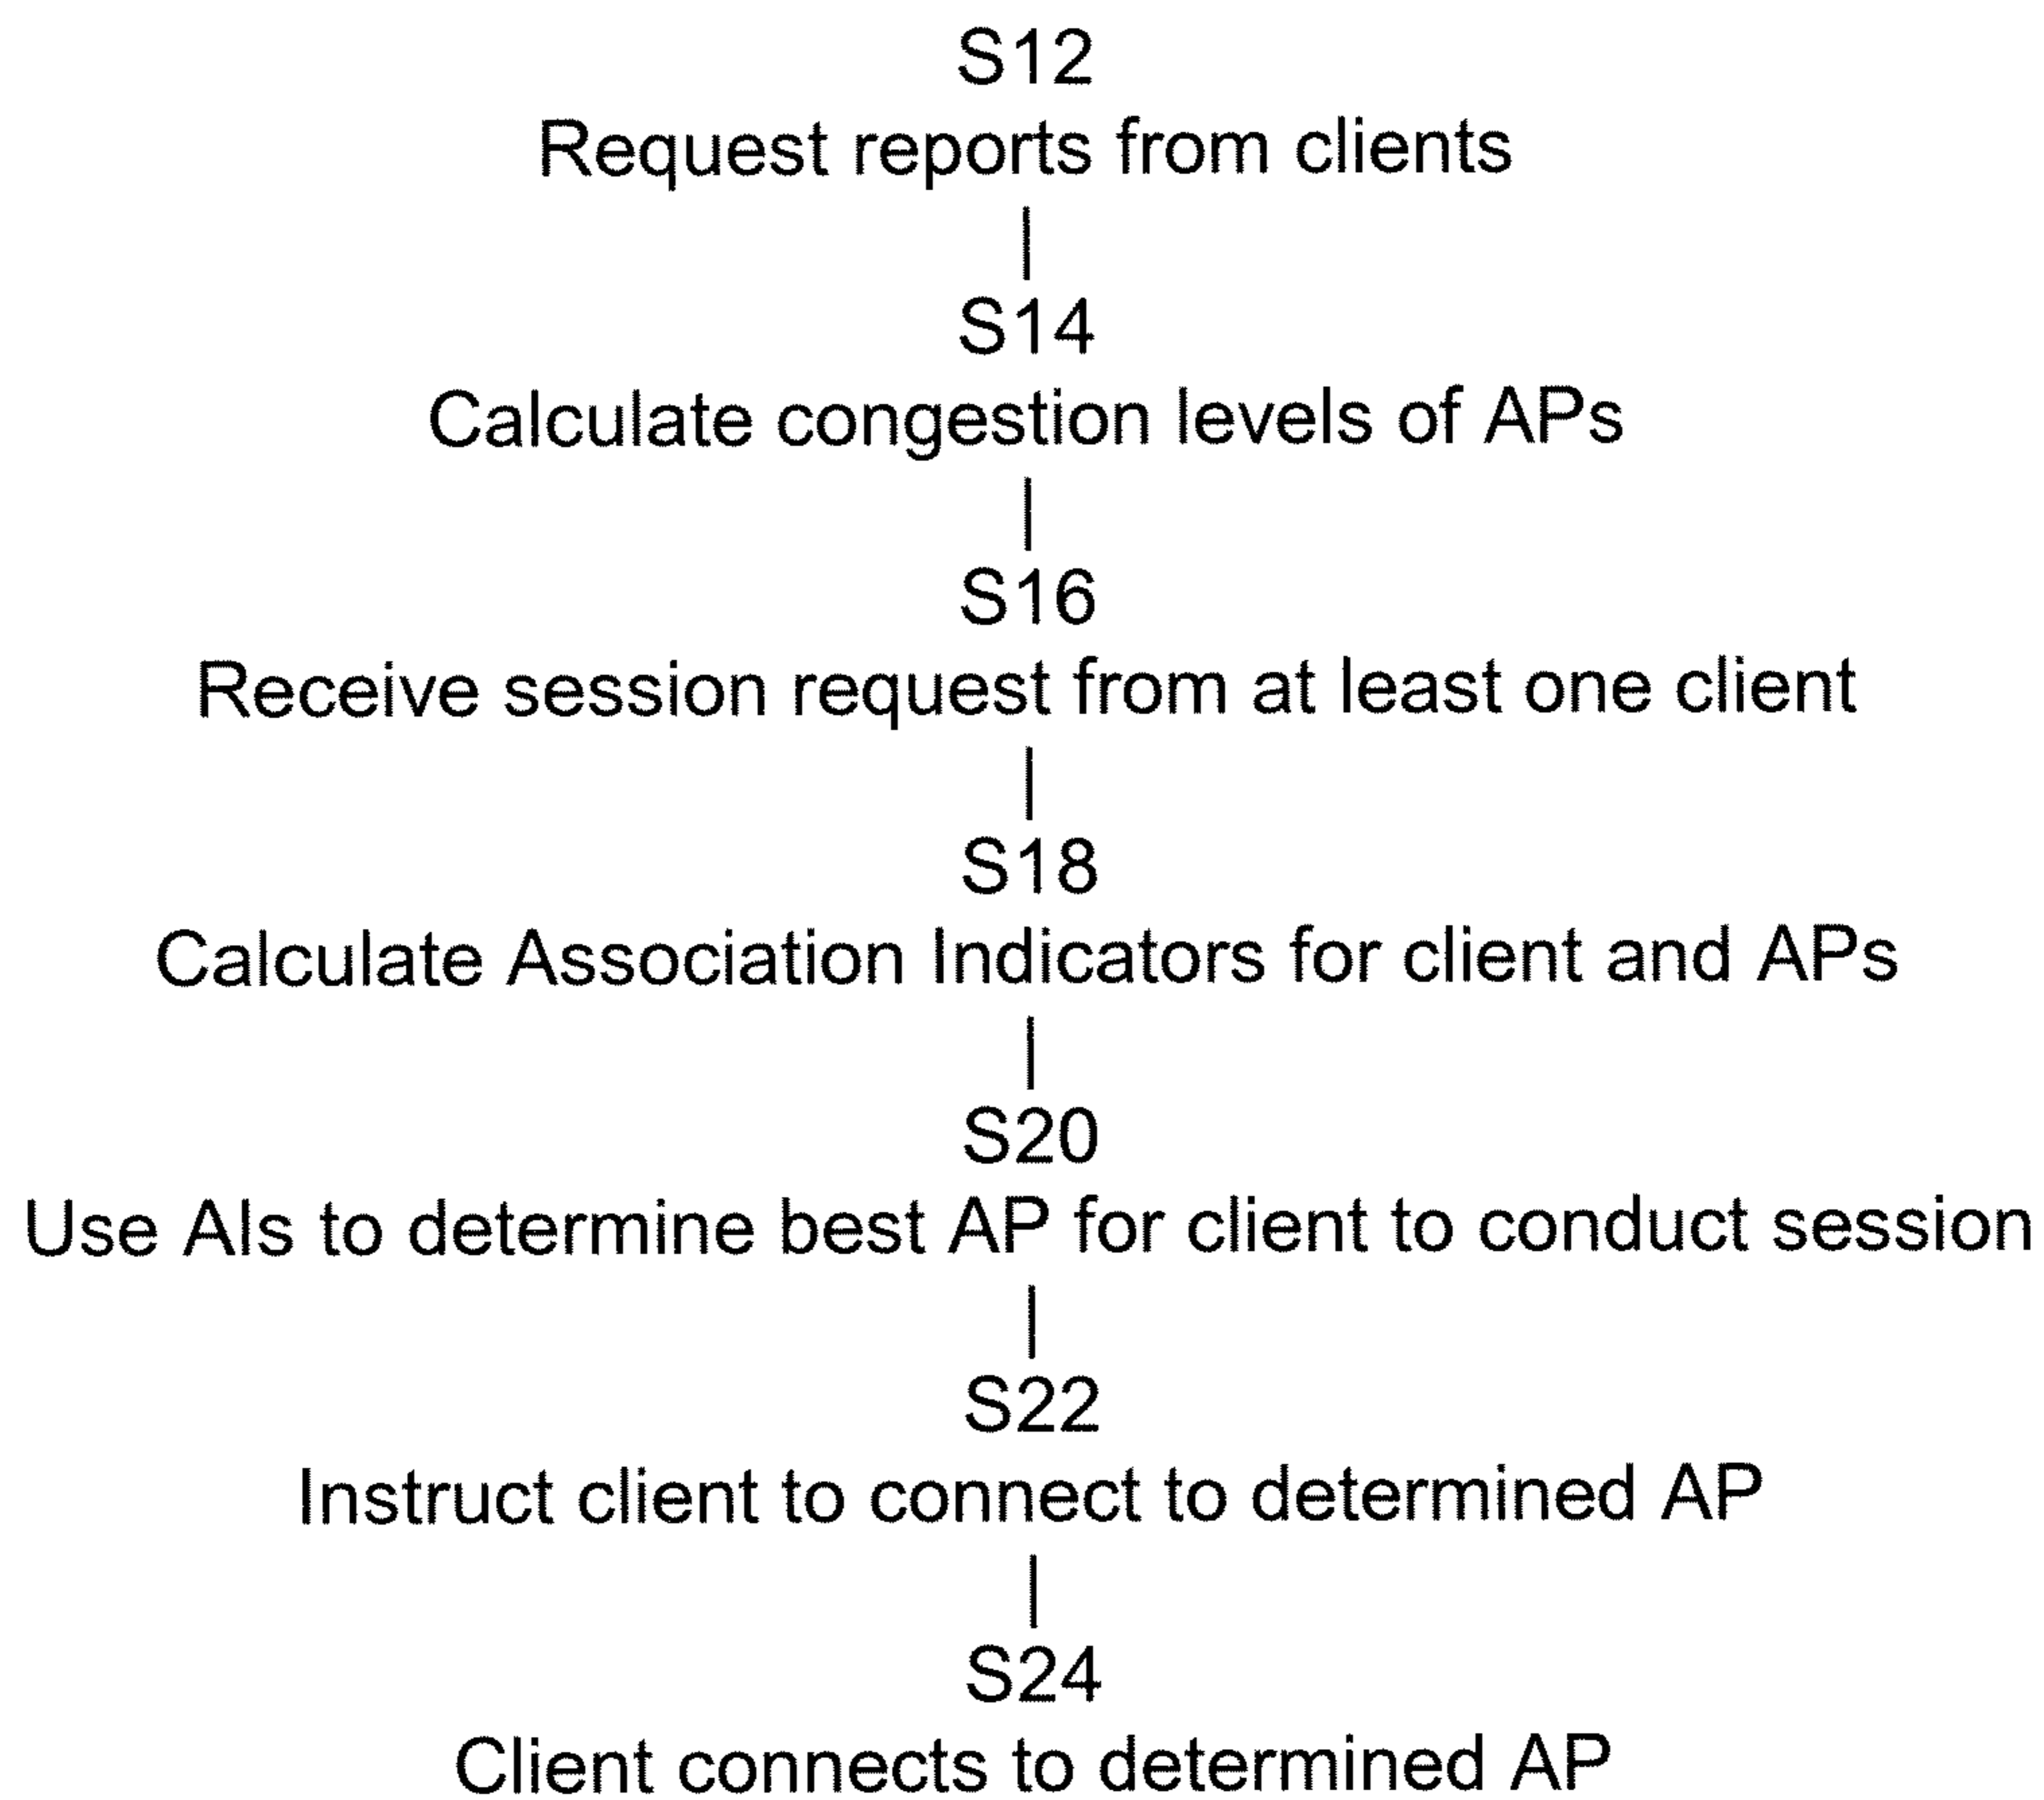 S12
Request reports from clients
S14
Calculate congestion levels of APs
S16
Receive session request from at least one client
S18
Calculate Association Indicators for client and APs
S20
Use AIs to determine best AP for client to conduct session
S22
Instruct client to connect to determined AP
S24
Client connects to determined AP